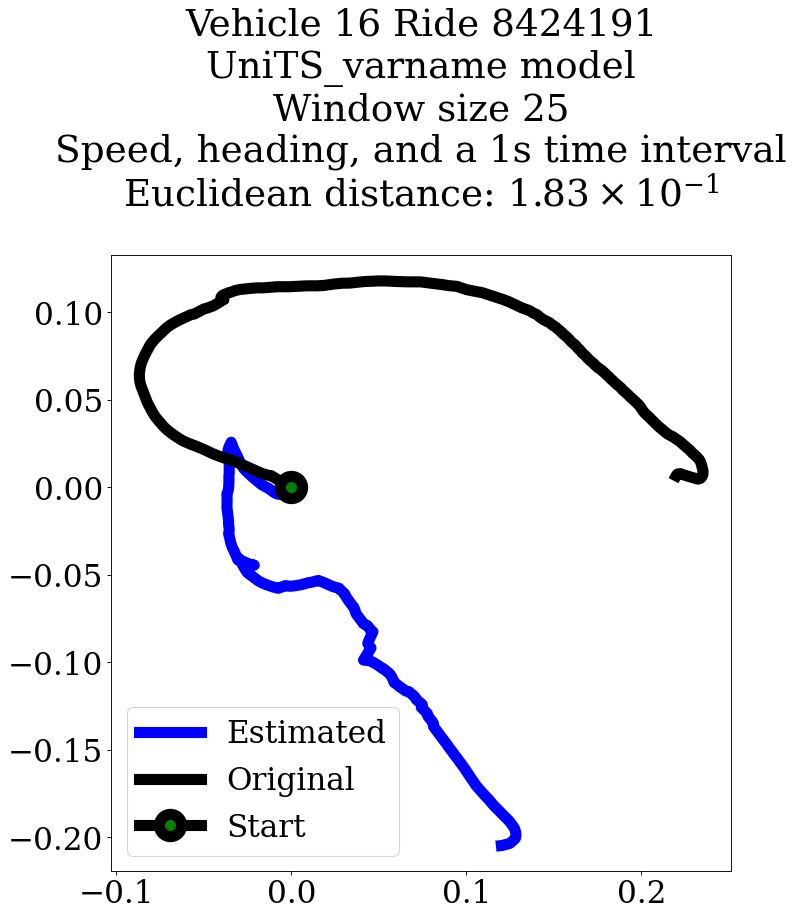 Vehicle 16 Ride 8424191
UniTS_varname model
Window size 25
Speed, heading, and a 1s time interval
Euclidean distance: 1.83 × 10⁻¹
0.10
0.05
0.00
−0.05
−0.10
−0.15
−0.20
Estimated
Original
Start
−0.1
0.0
0.1
0.2